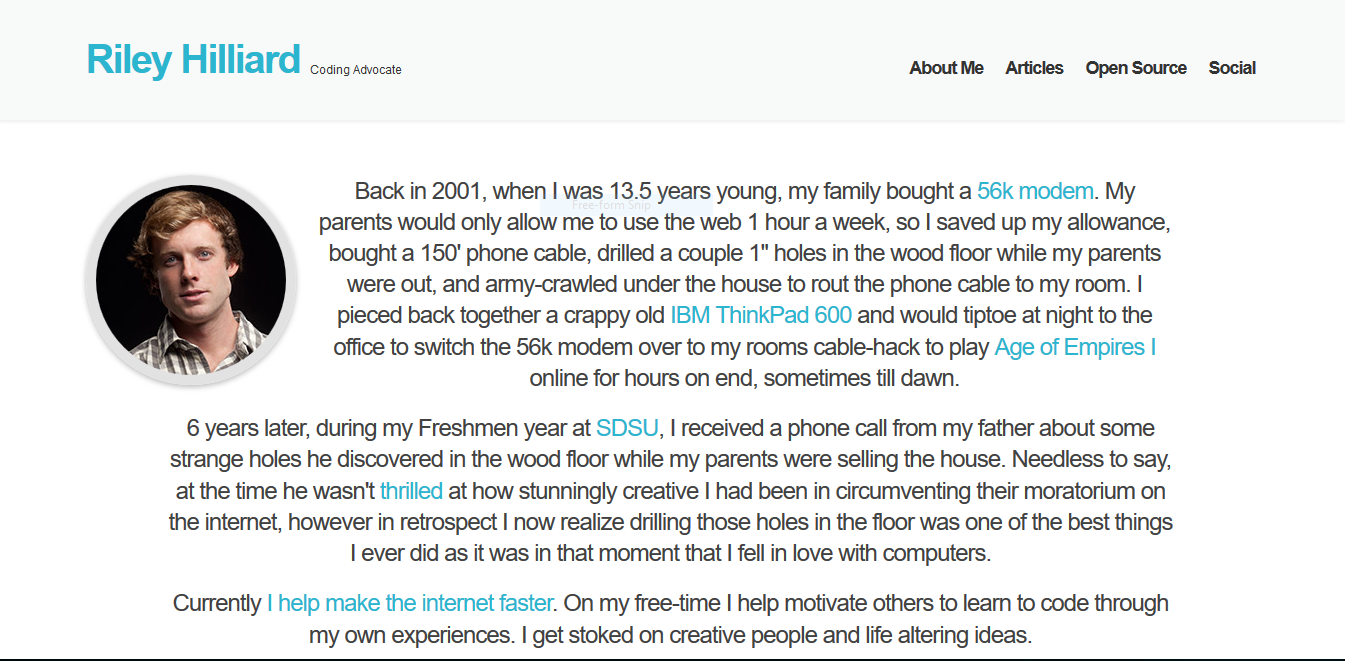 Riley Hilliard Coding Advocate
About Me Articles Open Source Social
Back in 2001, when I was 13.5 years young, my family bought a 56k modem. My
Free-form Snip
parents would only allow me to use the web 1 hour a week, so I saved up my allowance,
bought a 150' phone cable, drilled a couple 1" holes in the wood floor while my parents
were out, and army-crawled under the house to rout the phone cable to my room. I
pieced back together a crappy old IBM ThinkPad 600 and would tiptoe at night to the
office to switch the 56k modem over to my rooms cable-hack to play Age of Empires I
online for hours on end, sometimes till dawn.
6 years later, during my Freshmen year at SDSU, I received a phone call from my father about some
strange holes he discovered in the wood floor while my parents were selling the house. Needless to say,
at the time he wasn't thrilled at how stunningly creative I had been in circumventing their moratorium on
the internet, however in retrospect I now realize drilling those holes in the floor was one of the best things
I ever did as it was in that moment that I fell in love with computers.
Currently I help make the internet faster. On my free-time I help motivate others to learn to code through
my own experiences. I get stoked on creative people and life altering ideas.